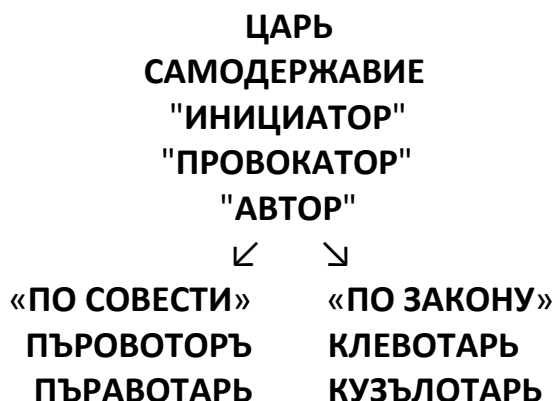 ЦАРЬ
САМОДЕРЖАВИЕ
"ИНИЦИАТОР"
"ПРОВОКАТОР"
"АВТОР"
↙ ↘
«ПО СОВЕСТИ» «ПО ЗАКОНУ»
ПЪРОВОТОРЪ КЛЕВОТАРЬ
ПЪРАВОТАРЬ КУЗЪЛОТАРЬ